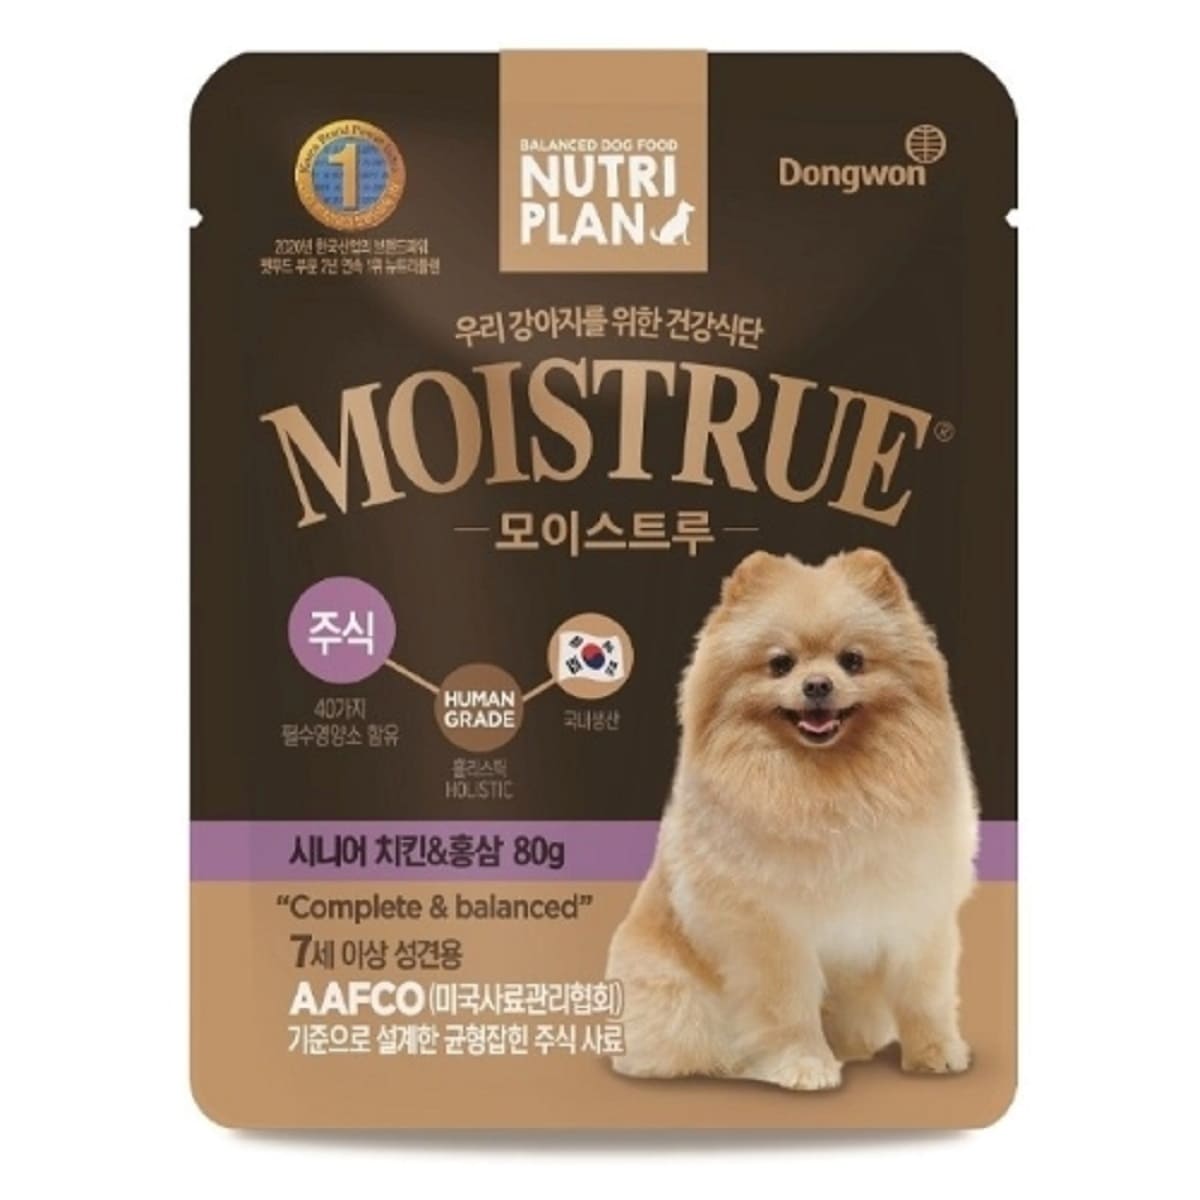 1
2020년 한국산업의 브랜드파워
펫푸드 부문 2년 연속 1위 뉴트리플랜
BALANCED DOG FOOD
NUTRI
PLAN
Dongwon
우리 강아지를 위한 건강식단
MOISTRUE®
모이스트루
주식
40가지
필수영양소 함유
HUMAN
GRADE
홀리스틱
HOLISTIC
국내생산
시니어 치킨&홍삼 80g
“Complete & balanced”
7세 이상 성견용
AAFCO (미국사료관리협회)
기준으로 설계한 균형잡힌 주식 사료